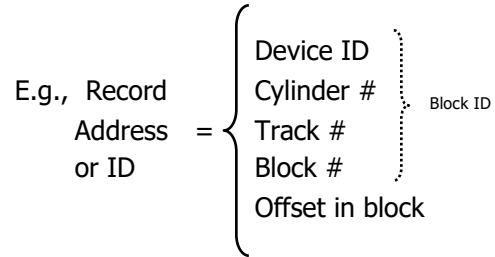 Device ID
E.g., Record Cylinder # Block ID
Address = Track #
or ID Block #
Offset in block